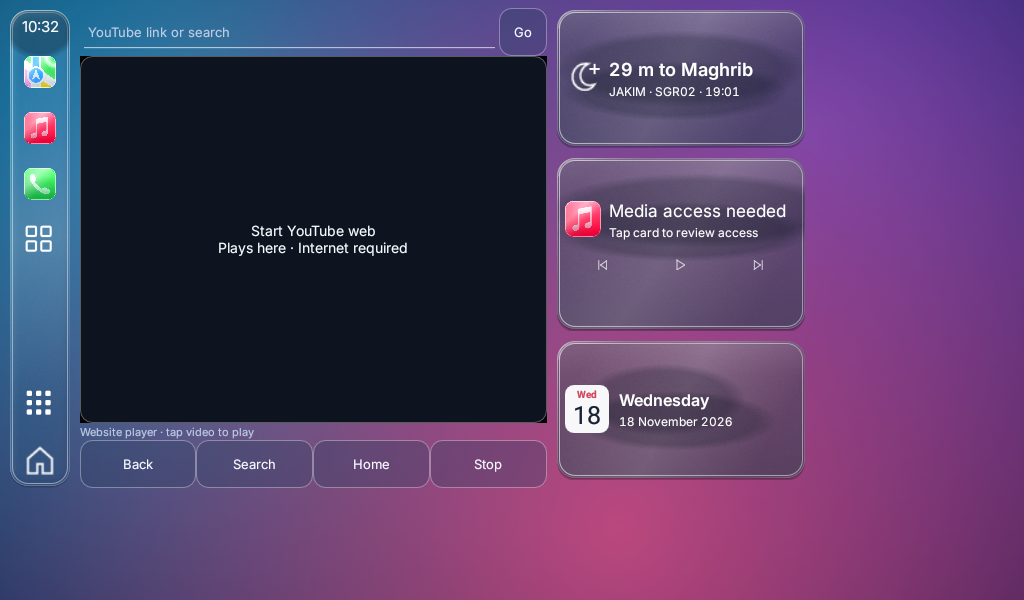 10:32
YouTube link or search
Go
Start YouTube web
Plays here · Internet required
Website player · tap video to play
Back
Search
Home
Stop
29 m to Maghrib
JAKIM · SGR02 · 19:01
Media access needed
Tap card to review access
Wed
18
Wednesday
18 November 2026